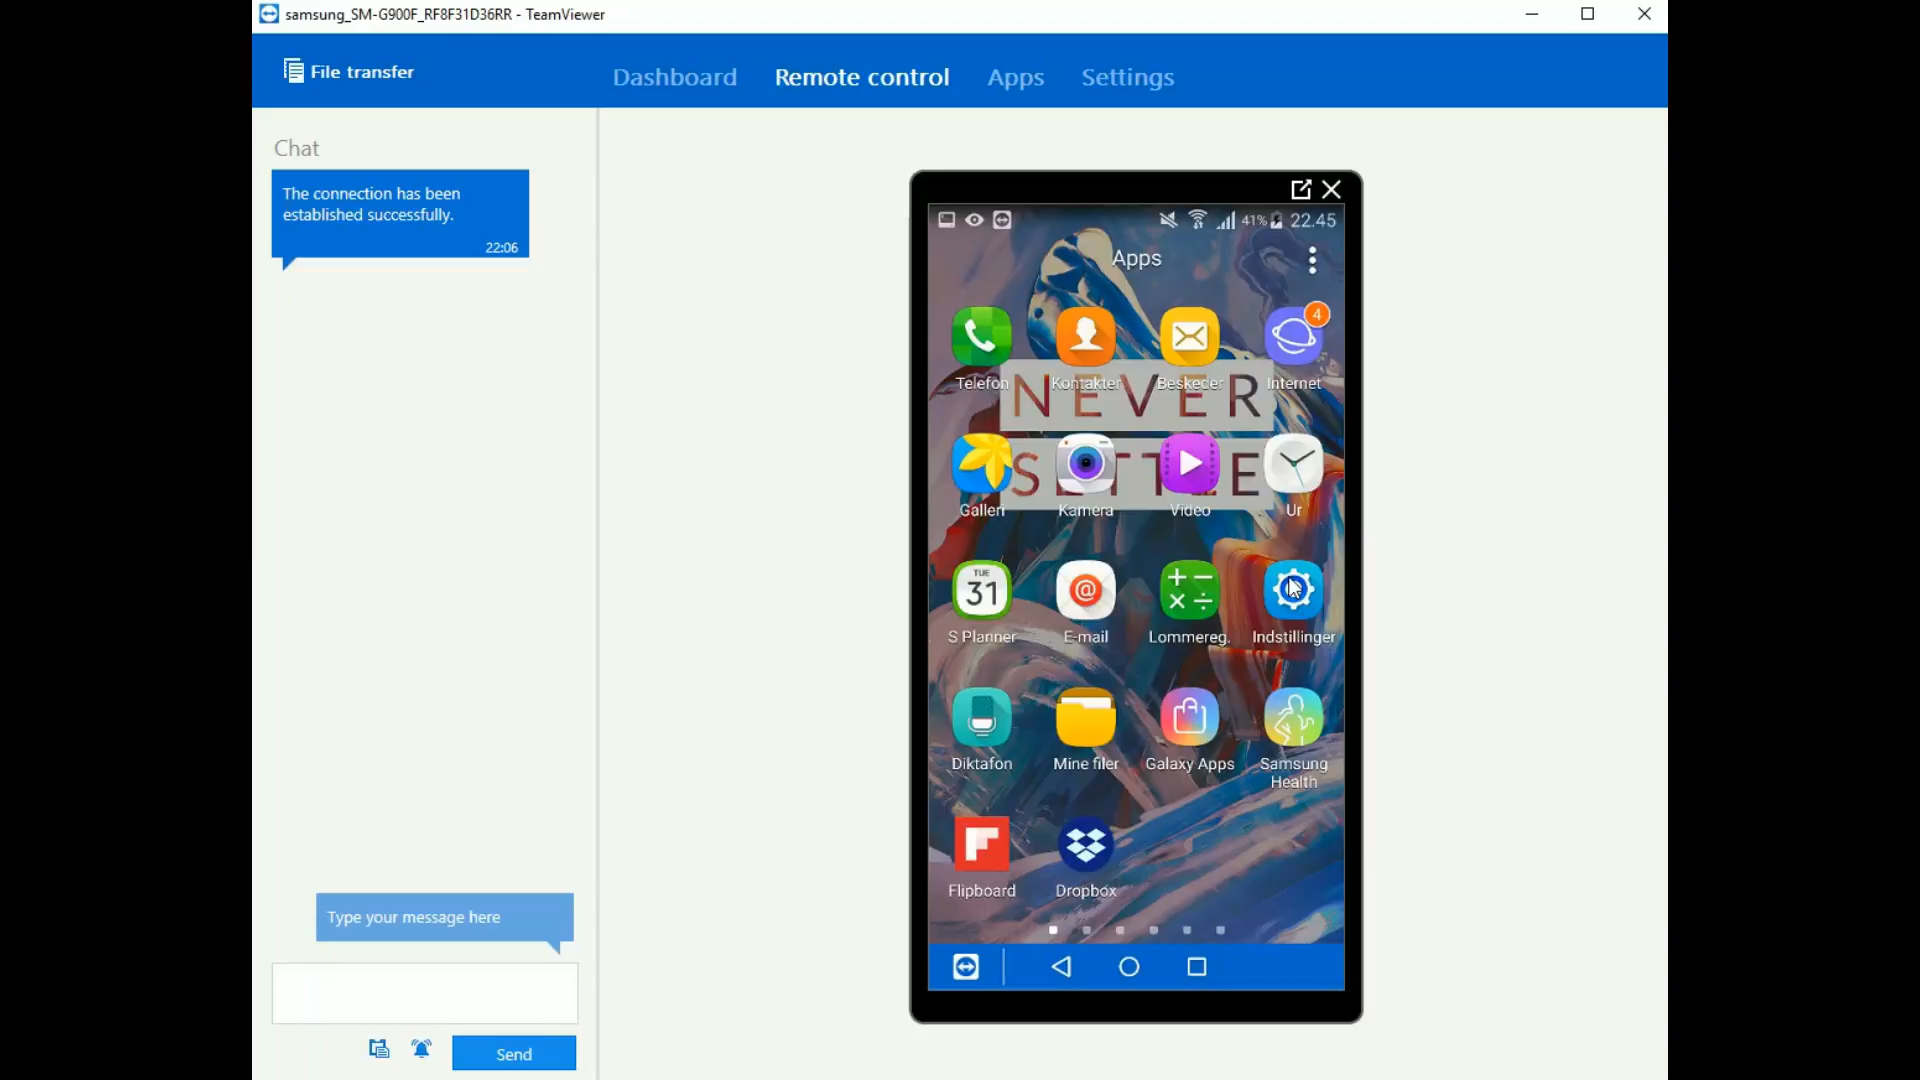 samsung_SM-G900F_RF8F31D36RR - TeamViewer
File transfer
Dashboard
Remote control
Apps
Settings
Chat
The connection has been
established successfully.
22:06
41%
22.45
Apps
4
Telefon
Kontakter
Beskeder
Internet
NEVER
SETTLE
Galleri
Kamera
Video
Ur
TUE
31
S Planner
E-mail
Lommereg.
Indstillinger
Diktafon
Mine filer
Galaxy Apps
Samsung
Health
Flipboard
Dropbox
Type your message here
Send